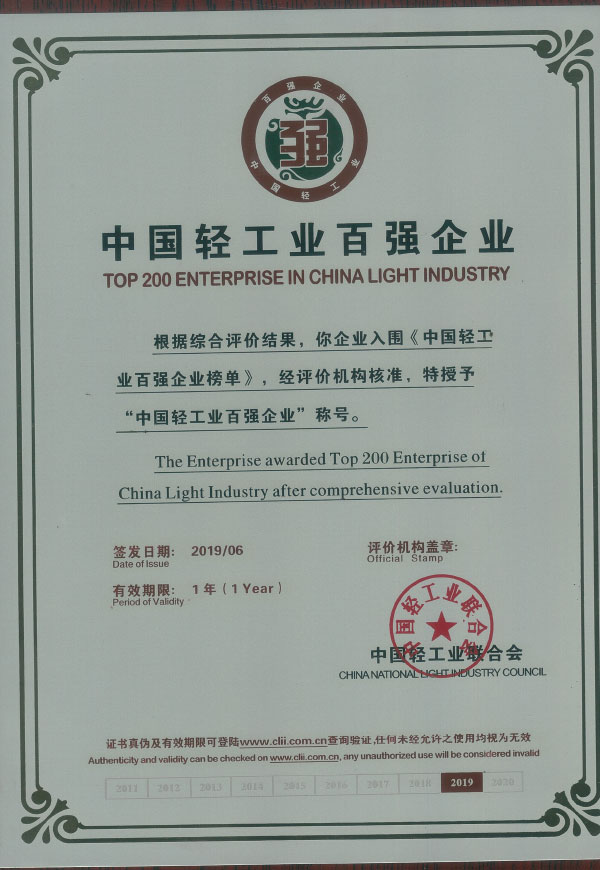 百强企业
强
中国轻工业
中国轻工业百强企业
TOP 200 ENTERPRISE IN CHINA LIGHT INDUSTRY
根据综合评价结果，你企业入围《中国轻工
业百强企业榜单》，经评价机构核准，特授予
“中国轻工业百强企业”称号。
The Enterprise awarded Top 200 Enterprise of
China Light Industry after comprehensive evaluation.
签发日期： 2019/06
Date of Issue
评价机构盖章：
Official Stamp
有效期限： 1 年（1 Year）
Period of Validity
中国轻工业联合会
中国轻工业联合会
CHINA NATIONAL LIGHT INDUSTRY COUNCIL
证书真伪及有效期限可登陆www.clii.com.cn查询验证,任何未经允许之使用均视为无效
Authenticity and validity can be checked on www.clii.com.cn, any unauthorized use will be considered invalid
2011 2012 2013 2014 2015 2016 2017 2018 2019 2020